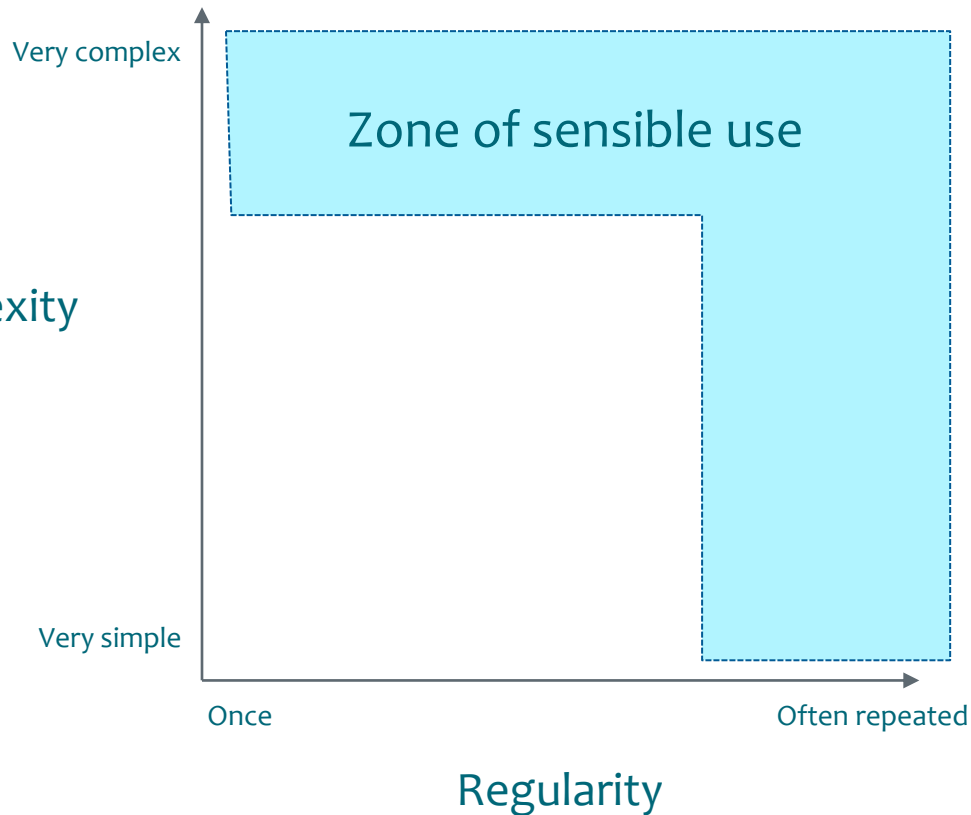 Very complex
Zone of sensible use
exity
Very simple
Once
Often repeated
Regularity